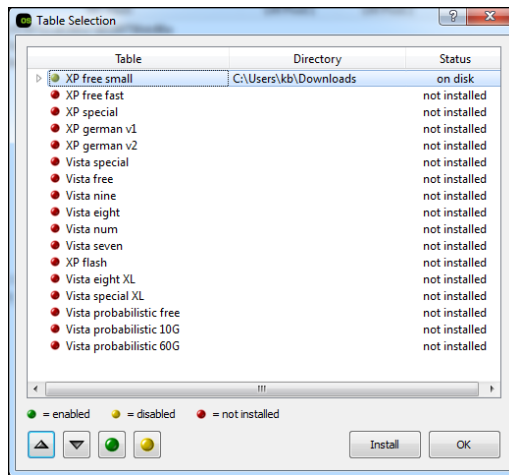 OS Table Selection
Table Directory Status
XP free small C:\Users\kb\Downloads on disk
XP free fast not installed
XP special not installed
XP german v1 not installed
XP german v2 not installed
Vista special not installed
Vista free not installed
Vista nine not installed
Vista eight not installed
Vista num not installed
Vista seven not installed
XP flash not installed
Vista eight XL not installed
Vista special XL not installed
Vista probabilistic free not installed
Vista probabilistic 10G not installed
Vista probabilistic 60G not installed
= enabled = disabled = not installed
Install OK